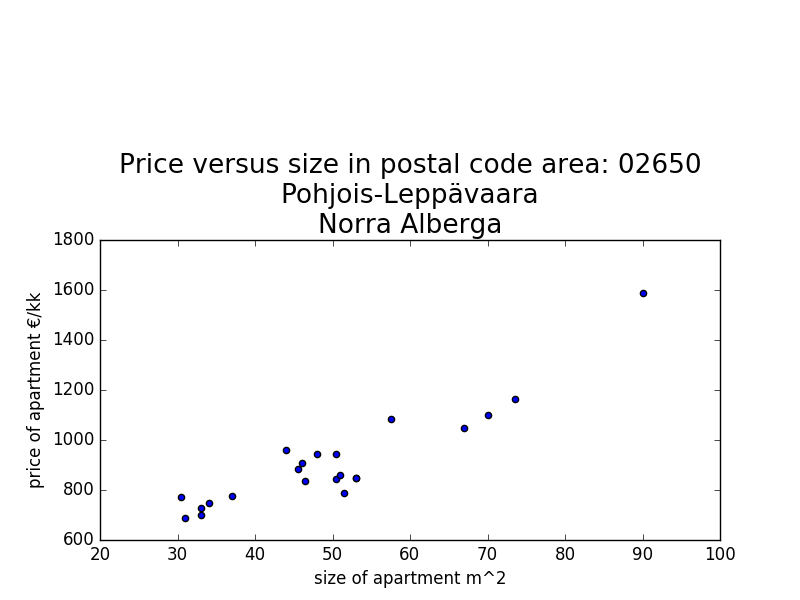 Price versus size in postal code area: 02650
Pohjois-Leppävaara
Norra Alberga
1800
1600
1400
1200
1000
800
600
price of apartment €/kk
20 30 40 50 60 70 80 90 100
size of apartment m^2